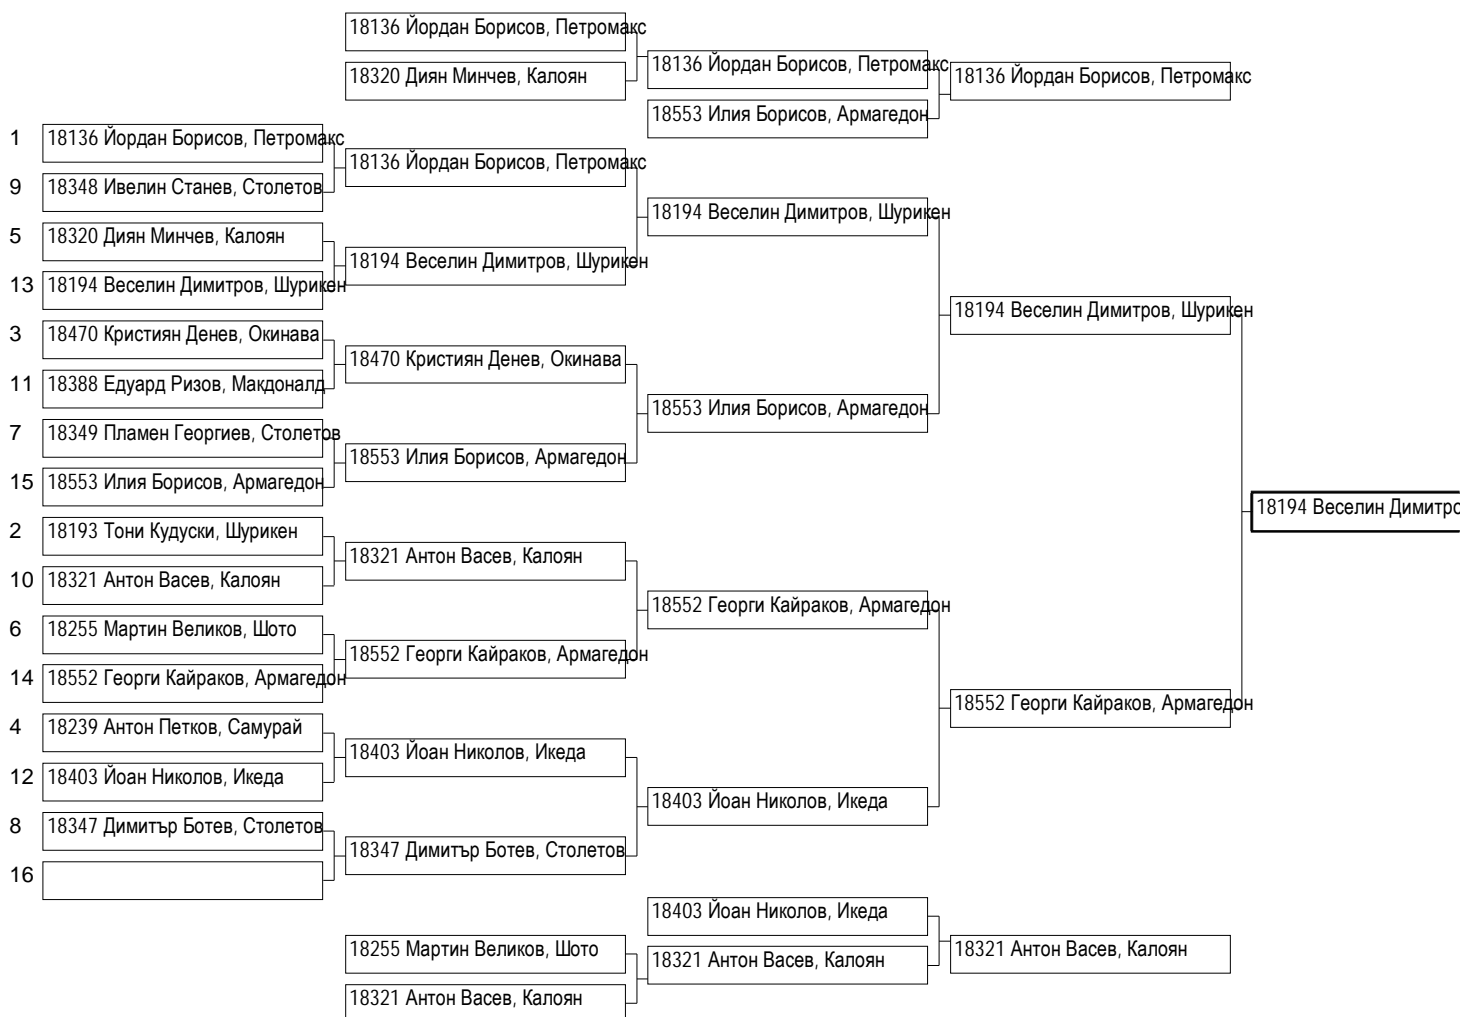 18136 Йордан Борисов, Петромакс
18320 Диян Минчев, Калоян
18136 Йордан Борисов, Петромакс
18553 Илия Борисов, Армагедон
18136 Йордан Борисов, Петромакс
1 18136 Йордан Борисов, Петромакс
9 18348 Ивелин Станев, Столетов
5 18320 Диян Минчев, Калоян
13 18194 Веселин Димитров, Шурикен
3 18470 Кристиян Денев, Окинава
11 18388 Едуард Ризов, Макдоналд
7 18349 Пламен Георгиев, Столетов
15 18553 Илия Борисов, Армагедон
2 18193 Тони Кудуски, Шурикен
10 18321 Антон Васев, Калоян
6 18255 Мартин Великов, Шото
14 18552 Георги Кайраков, Армагедон
4 18239 Антон Петков, Самурай
12 18403 Йоан Николов, Икеда
8 18347 Димитър Ботев, Столетов
16
18136 Йордан Борисов, Петромакс
18194 Веселин Димитров, Шурикен
18470 Кристиян Денев, Окинава
18553 Илия Борисов, Армагедон
18321 Антон Васев, Калоян
18552 Георги Кайраков, Армагедон
18403 Йоан Николов, Икеда
18347 Димитър Ботев, Столетов
18194 Веселин Димитров, Шурикен
18553 Илия Борисов, Армагедон
18552 Георги Кайраков, Армагедон
18403 Йоан Николов, Икеда
18194 Веселин Димитров, Шурикен
18552 Георги Кайраков, Армагедон
18194 Веселин Димитро
18255 Мартин Великов, Шото
18321 Антон Васев, Калоян
18403 Йоан Николов, Икеда
18321 Антон Васев, Калоян
18321 Антон Васев, Калоян